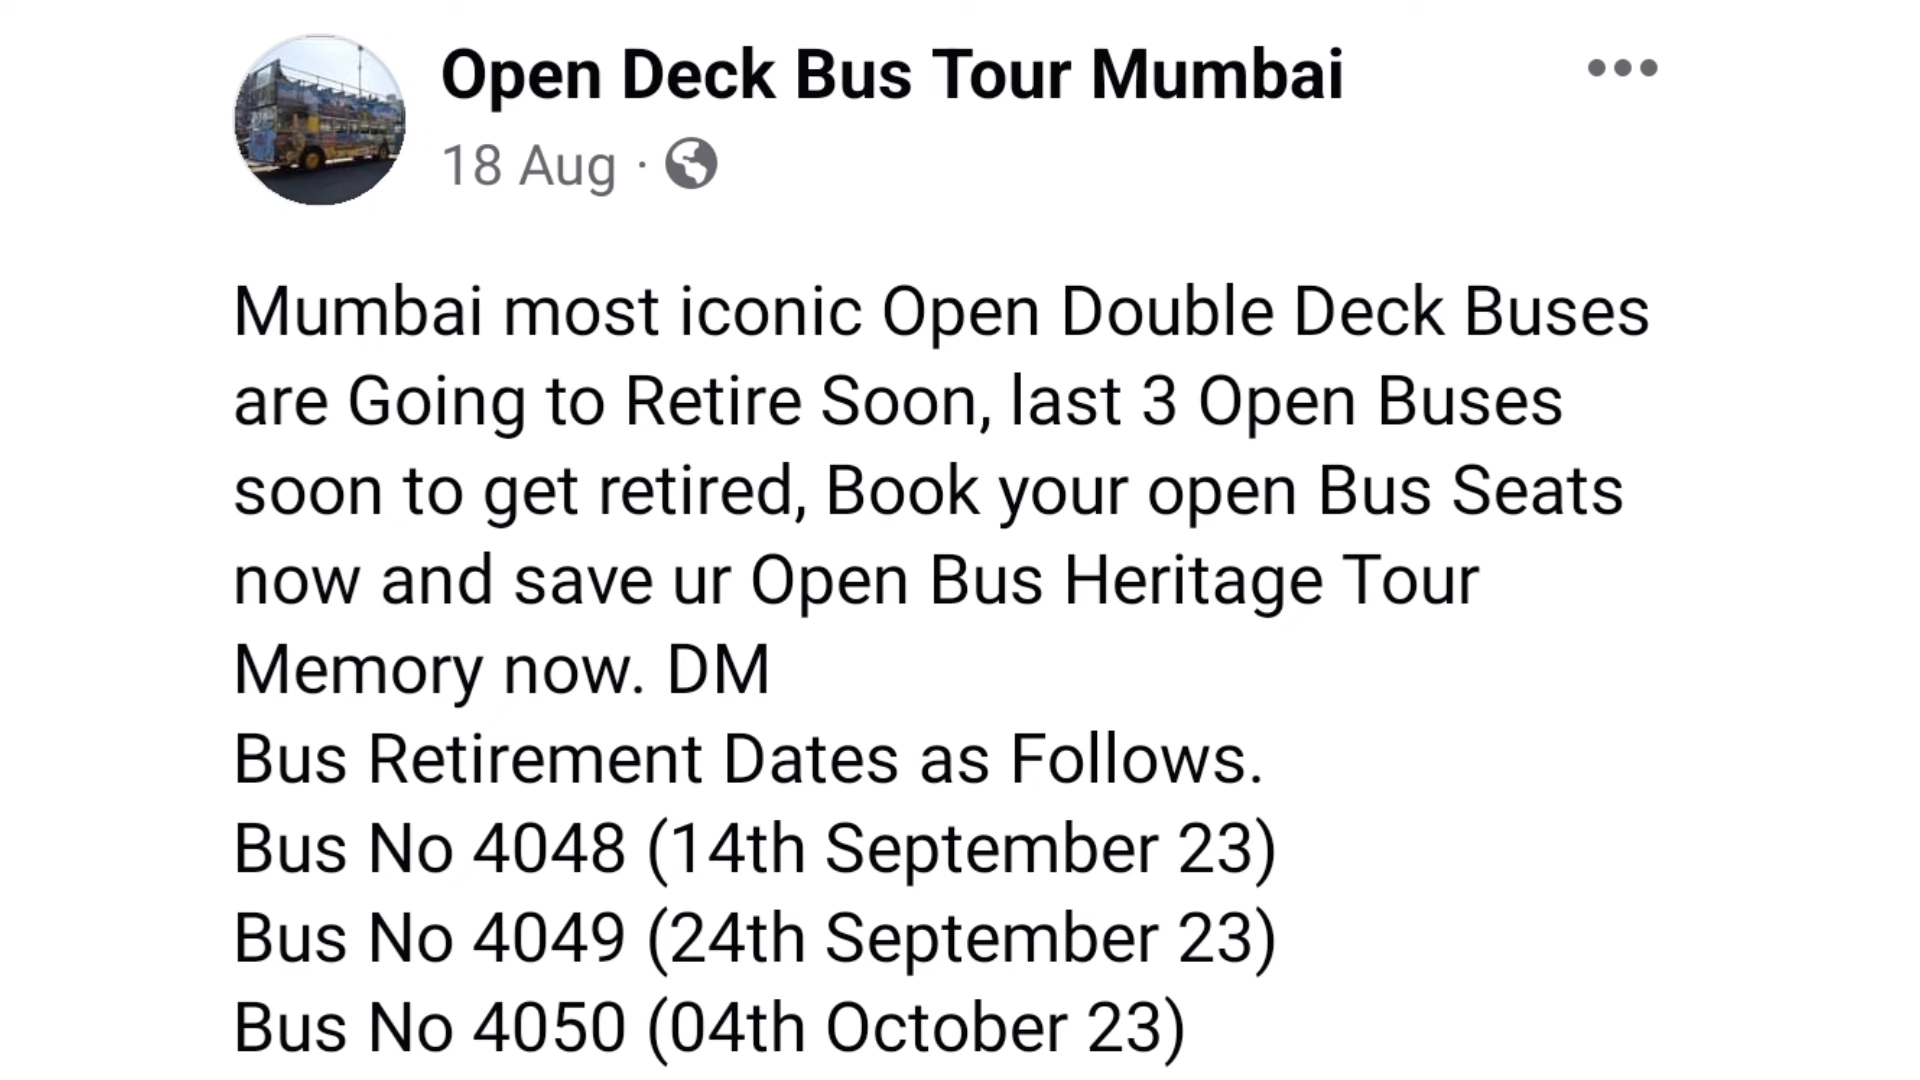 Open Deck Bus Tour Mumbai
18 Aug ·
Mumbai most iconic Open Double Deck Buses
are Going to Retire Soon, last 3 Open Buses
soon to get retired, Book your open Bus Seats
now and save ur Open Bus Heritage Tour
Memory now. DM
Bus Retirement Dates as Follows.
Bus No 4048 (14th September 23)
Bus No 4049 (24th September 23)
Bus No 4050 (04th October 23)